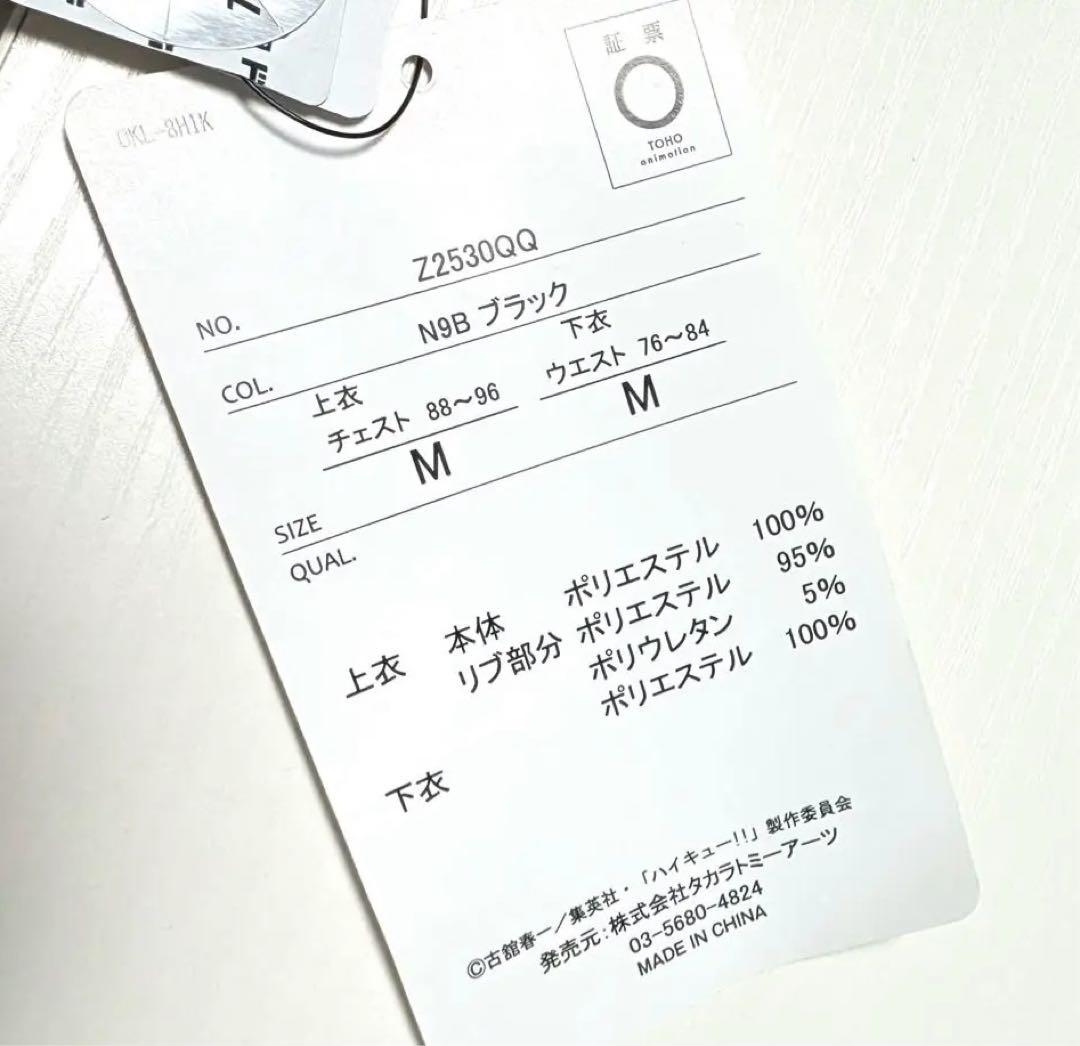 OKL-8H1K
証票
TOHO
animation
NO. Z2530QQ
COL. N9B ブラック
上衣 下衣
チェスト 88～96 ウエスト 76～84
SIZE M M
QUAL.
上衣 本体 ポリエステル 100%
リブ部分 ポリエステル 95%
ポリウレタン 5%
下衣 ポリエステル 100%
©古舘春一／集英社・「ハイキュー!!」製作委員会
発売元:株式会社タカラトミーアーツ
03-5680-4824
MADE IN CHINA